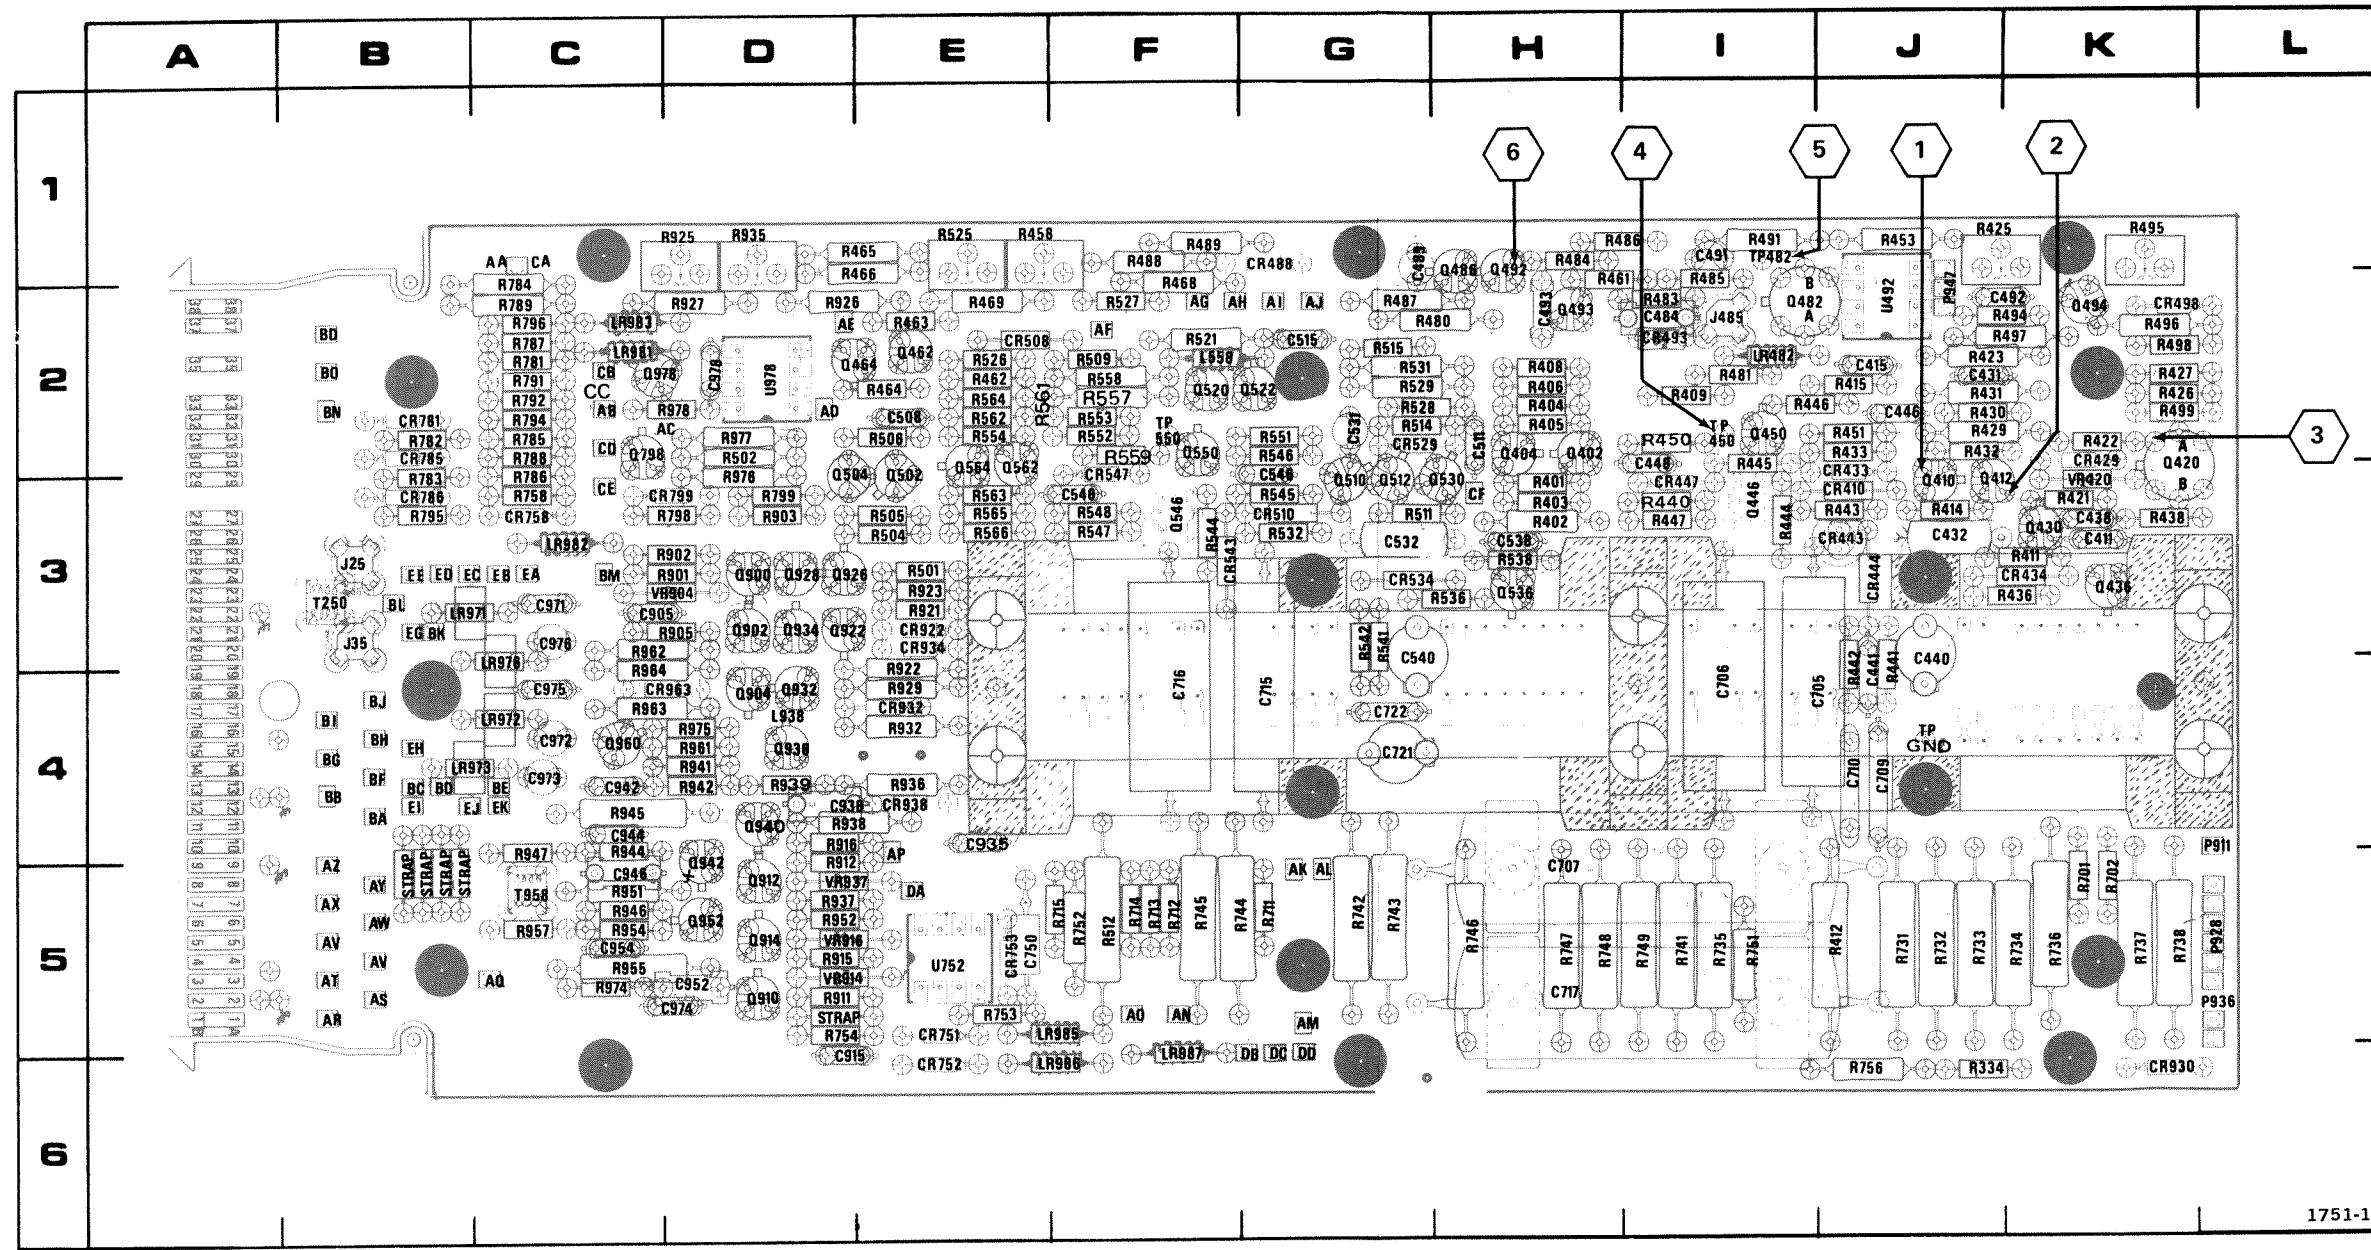 A B C D E F G H I J K L
1
2
3
4
5
6
6 4 5 1 2
3
R925 R935 R465 R525 R458 R489 R486 R491 R453 R425 R495
AA CA R466 R488 CR488 C489 Q486 Q492 R484 C491 TP482
R784 R468 R461 R485 B U492 P947
R789 R927 R926 R469 R527 AG AH AI AJ R487 C493 Q493 R483 Q482 C492 Q494 CR498
R796 LR983 AE R463 AF R480 C484 J485 A R494 R496
BD R787 CR508 R521 C515 CR493 R497 R498
R781 LR981 Q978 C978 U978 Q464 Q462 R526 R509 L558 R515 R408 LR482 C415 R423
BO CB R791 R462 R558 Q520 Q522 R531 R406 R481 R415 C431 R427
CC R792 R464 R564 R561 R557 R529 R404 R409 R446 R431 R426
BN AB R978 AD C508 R562 R553 R528 C446 R430 R499
CR781 R794 AC TP 550 C531 R514 R405 TP 450 Q450
R782 R785 CD Q798 R977 R506 R554 R552 Q550 R551 CR529 C511 R450 R451 R429 R422 A
CR785 R788 R502 Q504 Q502 Q564 Q562 R559 R546 Q404 Q402 C448 R445 R433 R432 CR429 Q420
R783 R786 R976 CR547 C546 Q510 Q512 Q530 R401 CR447 CR433 Q410 Q412 VR420 B
CR786 R758 CE CR799 R799 R563 C548 Q546 R545 CF R403 R440 Q446 CR410 R421
R795 CR758 R798 R903 R505 R565 R548 R544 CR510 R511 R402 R447 R444 R443 R414 Q430 C438 R438
LR982 R504 R566 R547 CR543 R532 C532 C538 CR443 C432 C411
J25 R902 R538 R411
EE ED EC EB EA BM R901 Q900 Q928 Q926 R501 CR534 Q536 CR444 CR434 Q436
T250 BL LR971 C971 VR904 R923 R536 R436
C905 R921
J35 EG BK C976 R905 Q902 Q934 Q922 CR922 R542 R541 R442 C441 R441
LR976 R962 CR934 C540 C440
R964 R922
C975 CR963 Q904 Q932 R929 C716 C715 C706 C705
BJ R963 CR932 C722
BI LR972 L938 R932 TP GND
BH EH C972 Q960 R975 Q938 C721
BG R961 C710 C709
BF LR973 C973 R941
BB BC BD BE C942 R942 R939 R936
BA EI EJ EK R945 C936 CR938
C944 Q940 R938
STRAP STRAP STRAP STRAP R947 R944 R916 C935 P911
AZ Q942 R912 AP AK AL C707
AY C946 Q912 VR937 DA R701 R702
T958 R951
AX R946 R937 R715 R752 R512 R714 R713 R712 R745 R744 R711 R742 R743 R746 R747 R748 R749 R741 R735 R751 R412 R731 R732 R733 R734 R736 R737 R738 P928
AW R957 R954 Q952 R952
AV C954 Q914 VR916 U752 CR753 C750
AV R955 R915
AT AQ R974 C952 VR914 C717
AS C974 Q910 R911 P936
AR STRAP R753 AO AN AM
R754 CR751 LR985
C915 CR752 LR986 LR987 DB DC DD R756 R334 CR930
1751-1